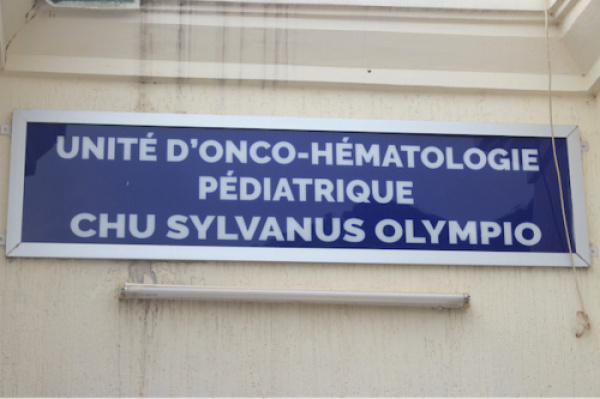 UNITÉ D'ONCO-HÉMATOLOGIE
PÉDIATRIQUE
CHU SYLVANUS OLYMPIO